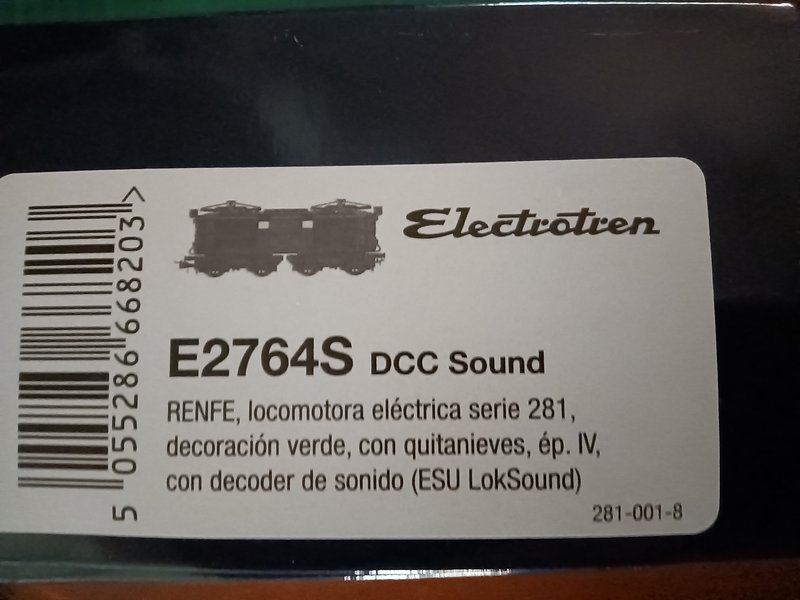 Electrotren
E2764S DCC Sound
RENFE, locomotora eléctrica serie 281,
decoración verde, con quitanieves, ép. IV,
con decoder de sonido (ESU LokSound)
281-001-8
5 055286 668203 >